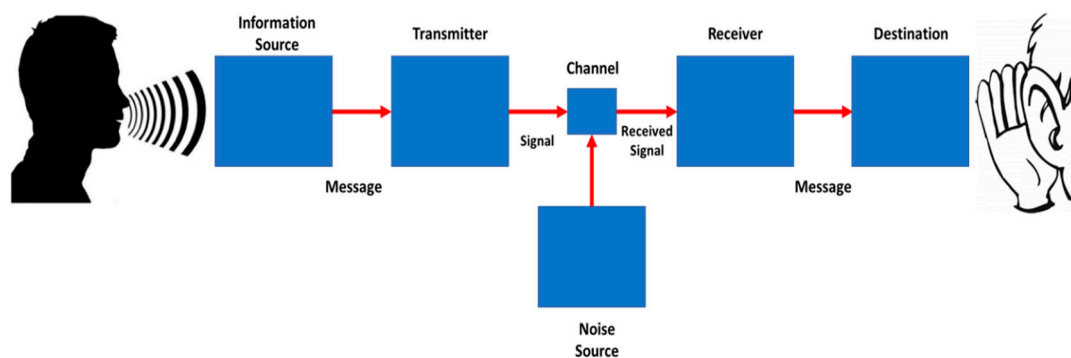 Information
Source
Transmitter
Channel
Receiver
Destination
Signal
Received
Signal
Message
Message
Noise
Source